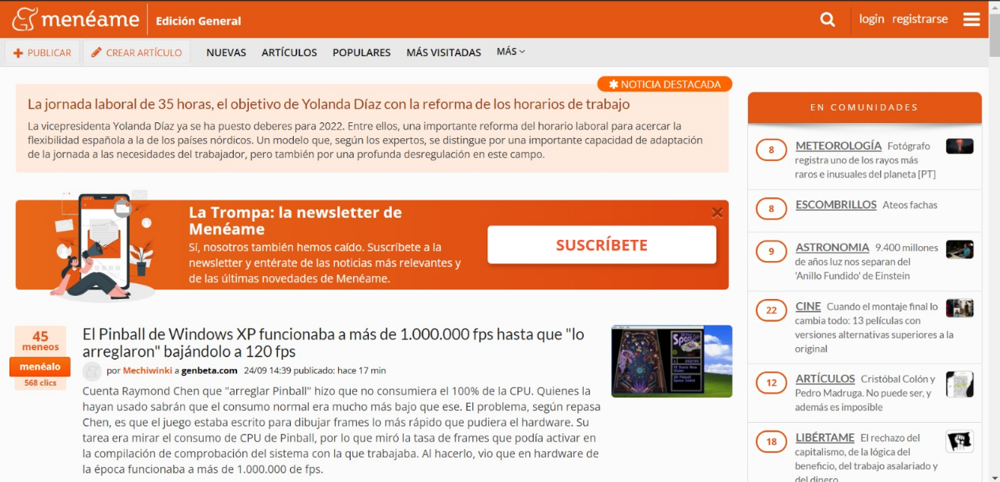 menéame
Edición General
login registrarse
PUBLICAR
CREAR ARTÍCULO
NUEVAS ARTÍCULOS POPULARES MÁS VISITADAS MÁS
NOTICIA DESTACADA
La jornada laboral de 35 horas, el objetivo de Yolanda Díaz con la reforma de los horarios de trabajo
La vicepresidenta Yolanda Díaz ya se ha puesto deberes para 2022. Entre ellos, una importante reforma del horario laboral para acercar la
flexibilidad española a la de los países nórdicos. Un modelo que, según los expertos, se distingue por una importante capacidad de adaptación
de la jornada a las necesidades del trabajador, pero también por una profunda desregulación en este campo.
La Trompa: la newsletter de
Menéame
Sí, nosotros también hemos caído. Suscríbete a la
newsletter y entérate de las noticias más relevantes y
de las últimas novedades de Menéame.
SUSCRÍBETE
45
meneos
menéalo
568 clics
El Pinball de Windows XP funcionaba a más de 1.000.000 fps hasta que "lo
arreglaron" bajándolo a 120 fps
por Mechiwinki a genbeta.com 24/09 14:39 publicado: hace 17 min
Cuenta Raymond Chen que "arreglar Pinball" hizo que no consumiera el 100% de la CPU. Quienes la
hayan usado sabrán que el consumo normal era mucho más bajo que ese. El problema, según repasa
Chen, es que el juego estaba escrito para dibujar frames lo más rápido que pudiera el hardware. Su
tarea era mirar el consumo de CPU de Pinball, por lo que miró la tasa de frames que podía activar en
la compilación de comprobación del sistema con la que trabajaba. Al hacerlo, vio que en hardware de
la época funcionaba a más de 1.000.000 de fps.
EN COMUNIDADES
8
METEOROLOGÍA Fotógrafo
registra uno de los rayos más
raros e inusuales del planeta [PT]
8
ESCOMBRILLOS Ateos fachas
9
ASTRONOMIA 9.400 millones
de años luz nos separan del
'Anillo Fundido' de Einstein
22
CINE Cuando el montaje final lo
cambia todo: 13 películas con
versiones alternativas superiores a la
original
12
ARTÍCULOS Cristóbal Colón y
Pedro Madruga. No puede ser, y
además es imposible
18
LIBÉRTAME El rechazo del
capitalismo, de la lógica del
beneficio, del trabajo asalariado y
del dinero